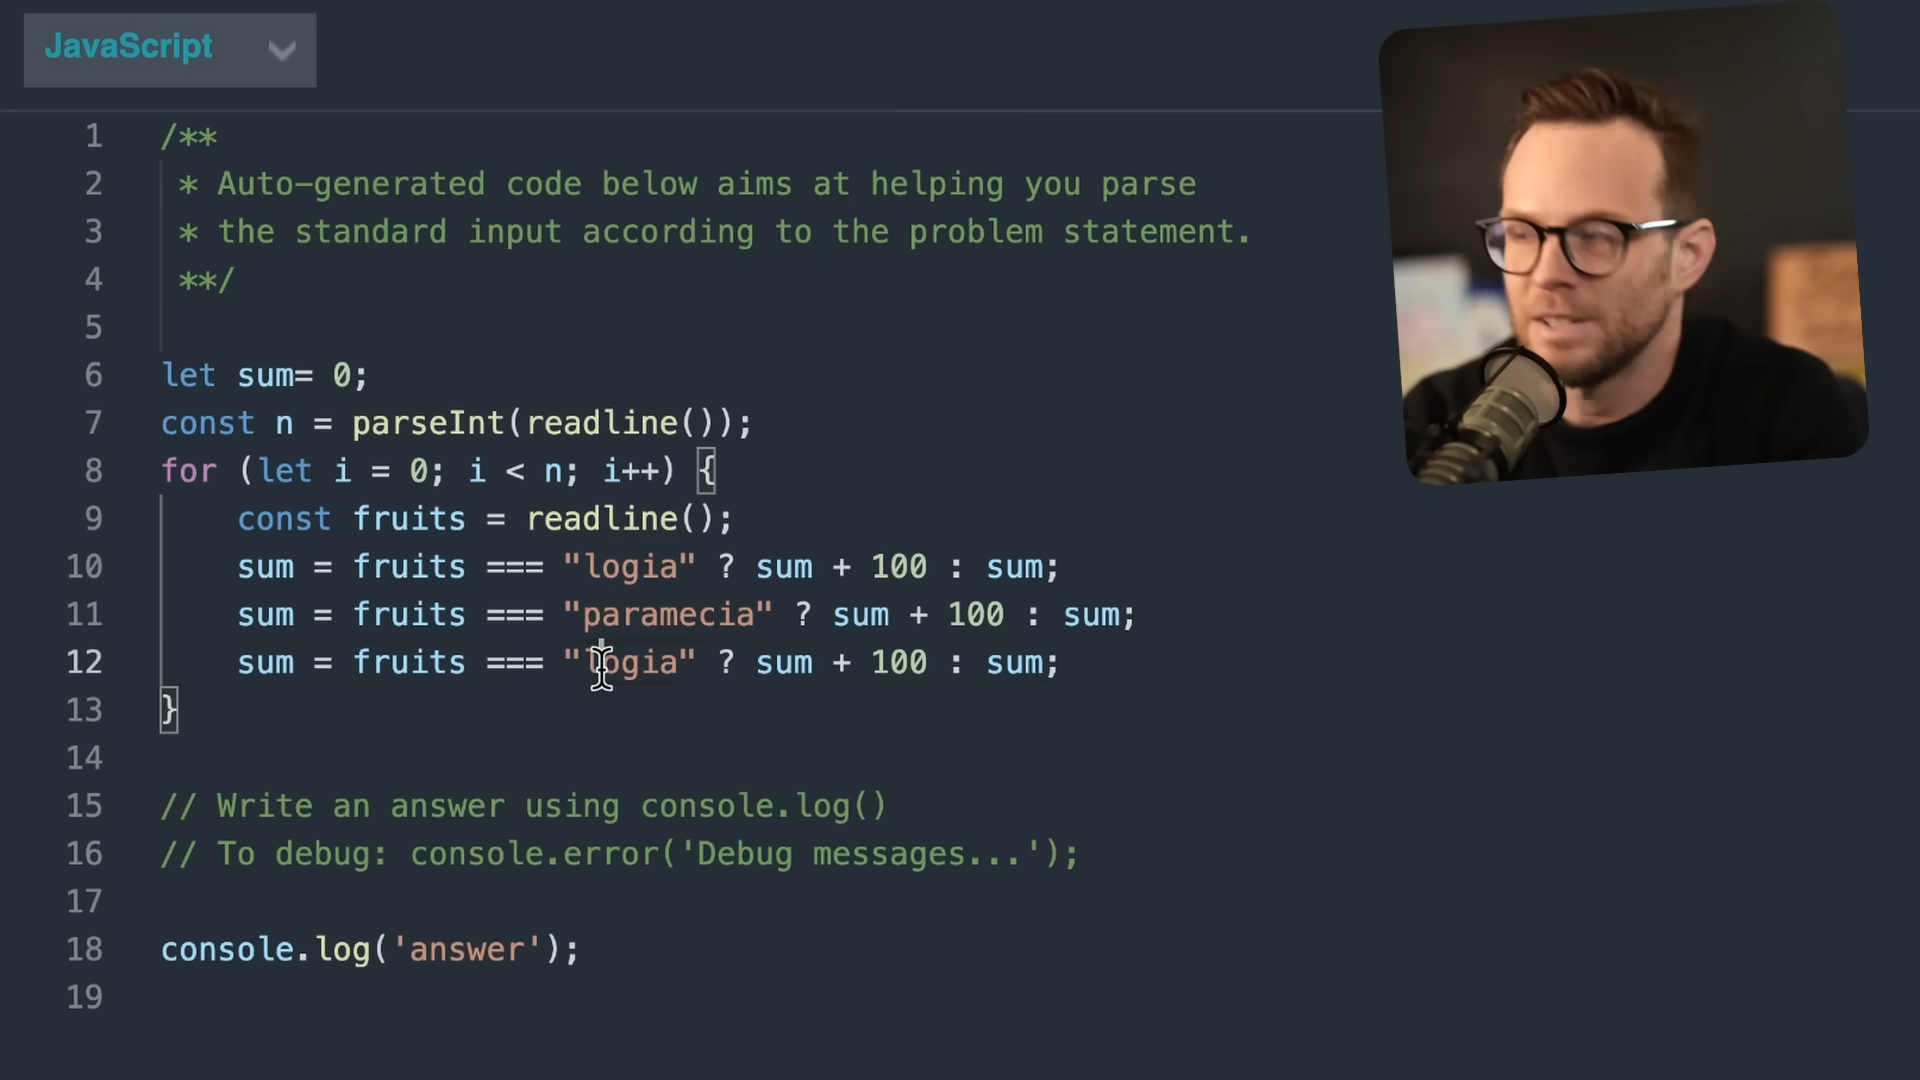 JavaScript
1 /**
2 * Auto-generated code below aims at helping you parse
3 * the standard input according to the problem statement.
4 **/
5
6 let sum= 0;
7 const n = parseInt(readline());
8 for (let i = 0; i < n; i++) {
9 const fruits = readline();
10 sum = fruits === "logia" ? sum + 100 : sum;
11 sum = fruits === "paramecia" ? sum + 100 : sum;
12 sum = fruits === "logia" ? sum + 100 : sum;
13 }
14
15 // Write an answer using console.log()
16 // To debug: console.error('Debug messages...');
17
18 console.log('answer');
19